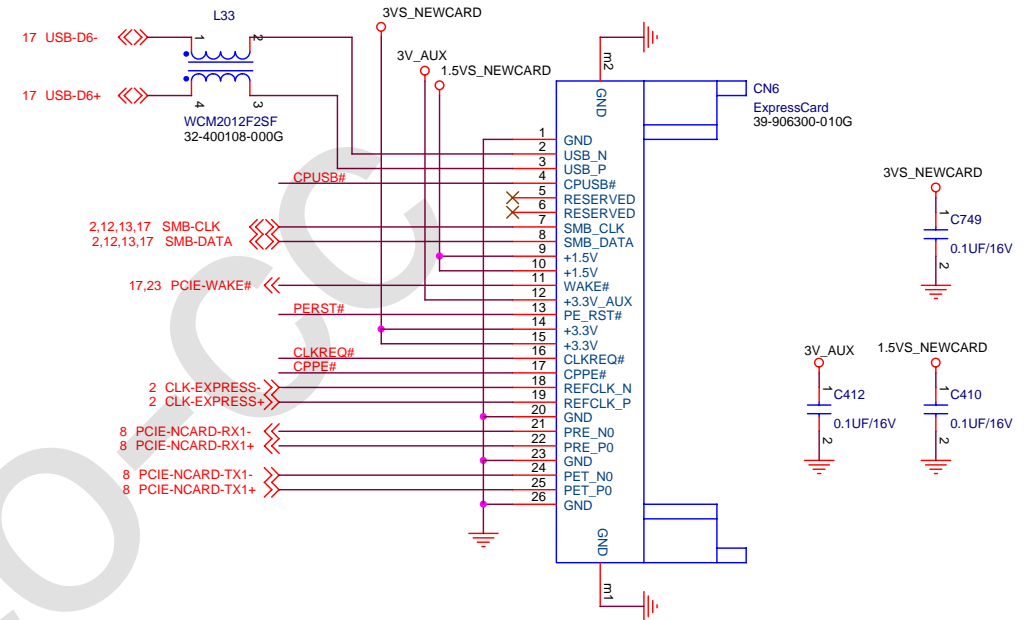 L33
3VS_NEWCARD
17 USB-D6-
1
2
3V_AUX
1.5VS_NEWCARD
17 USB-D6+
4
3
WCM2012F2SF
32-400108-000G
m2
GND
CN6
ExpressCard
39-906300-010G
1 GND
2 USB_N
3 USB_P
CPUSB# 4 CPUSB#
5 RESERVED
6 RESERVED
2,12,13,17 SMB-CLK 7 SMB_CLK
2,12,13,17 SMB-DATA 8 SMB_DATA
9 +1.5V
10 +1.5V
17,23 PCIE-WAKE# 11 WAKE#
12 +3.3V_AUX
PERST# 13 PE_RST#
14 +3.3V
15 +3.3V
CLKREQ# 16 CLKREQ#
CPPE# 17 CPPE#
2 CLK-EXPRESS- 18 REFCLK_N
2 CLK-EXPRESS+ 19 REFCLK_P
20 GND
8 PCIE-NCARD-RX1- 21 PRE_N0
8 PCIE-NCARD-RX1+ 22 PRE_P0
23 GND
8 PCIE-NCARD-TX1- 24 PET_N0
8 PCIE-NCARD-TX1+ 25 PET_P0
26 GND
GND
m1
3VS_NEWCARD
1
C749
0.1UF/16V
2
3V_AUX
1
C412
0.1UF/16V
2
1.5VS_NEWCARD
1
C410
0.1UF/16V
2